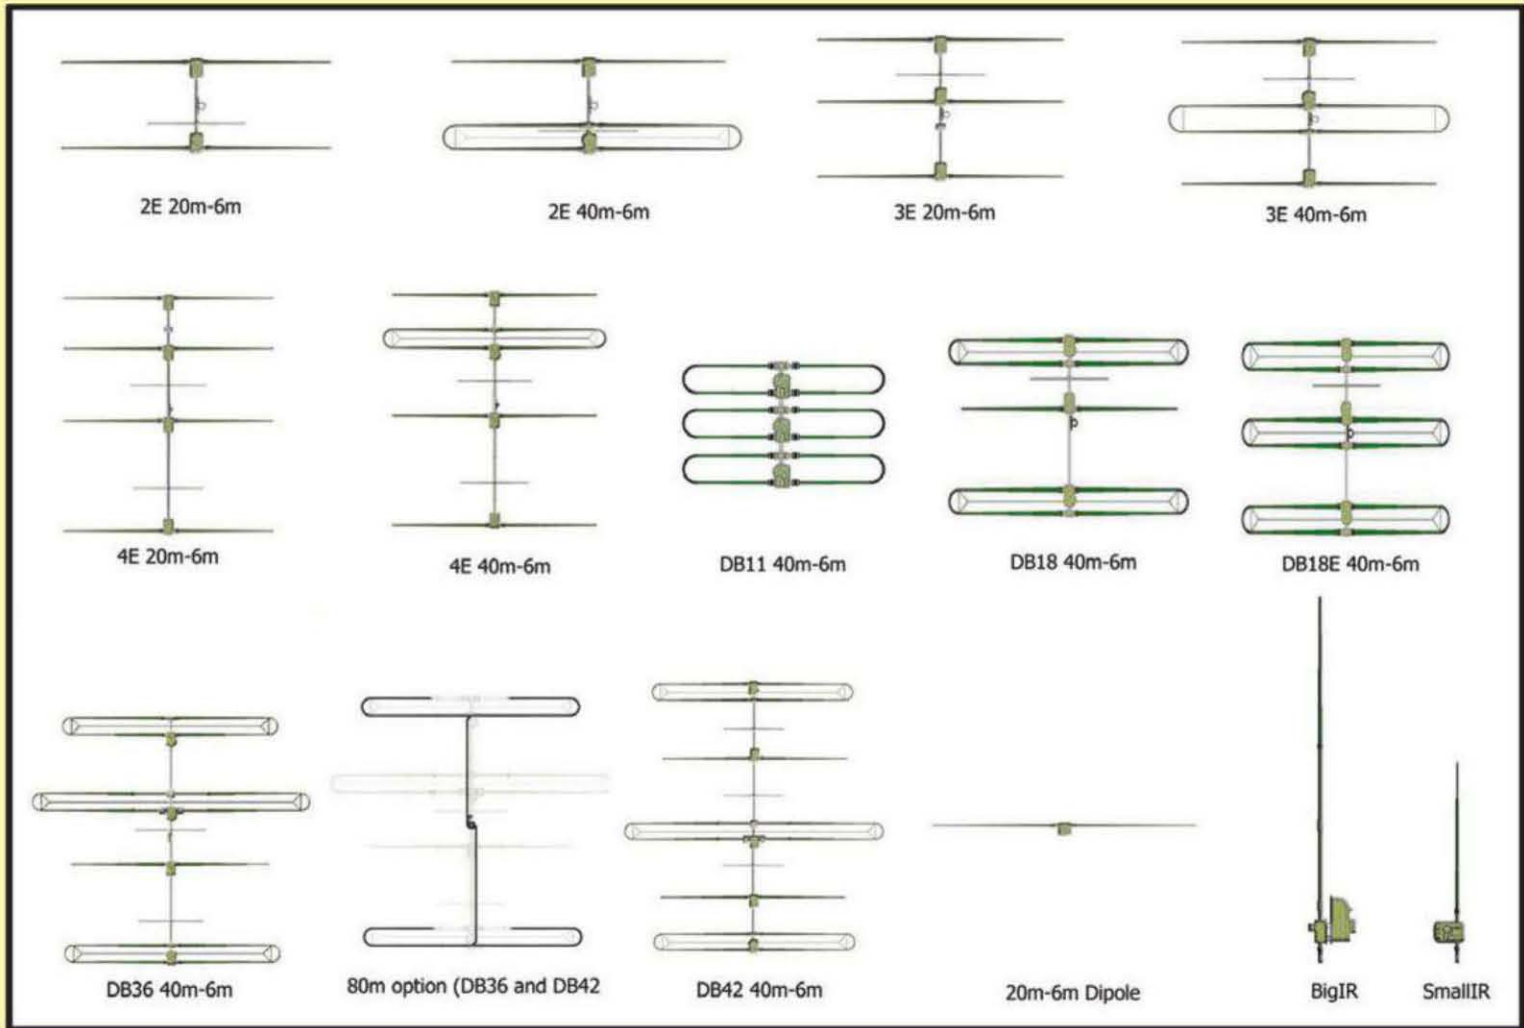 2E 20m-6m
2E 40m-6m
3E 20m-6m
3E 40m-6m
4E 20m-6m
4E 40m-6m
DB11 40m-6m
DB18 40m-6m
DB18E 40m-6m
DB36 40m-6m
80m option (DB36 and DB42
DB42 40m-6m
20m-6m Dipole
BigIR
SmallIR